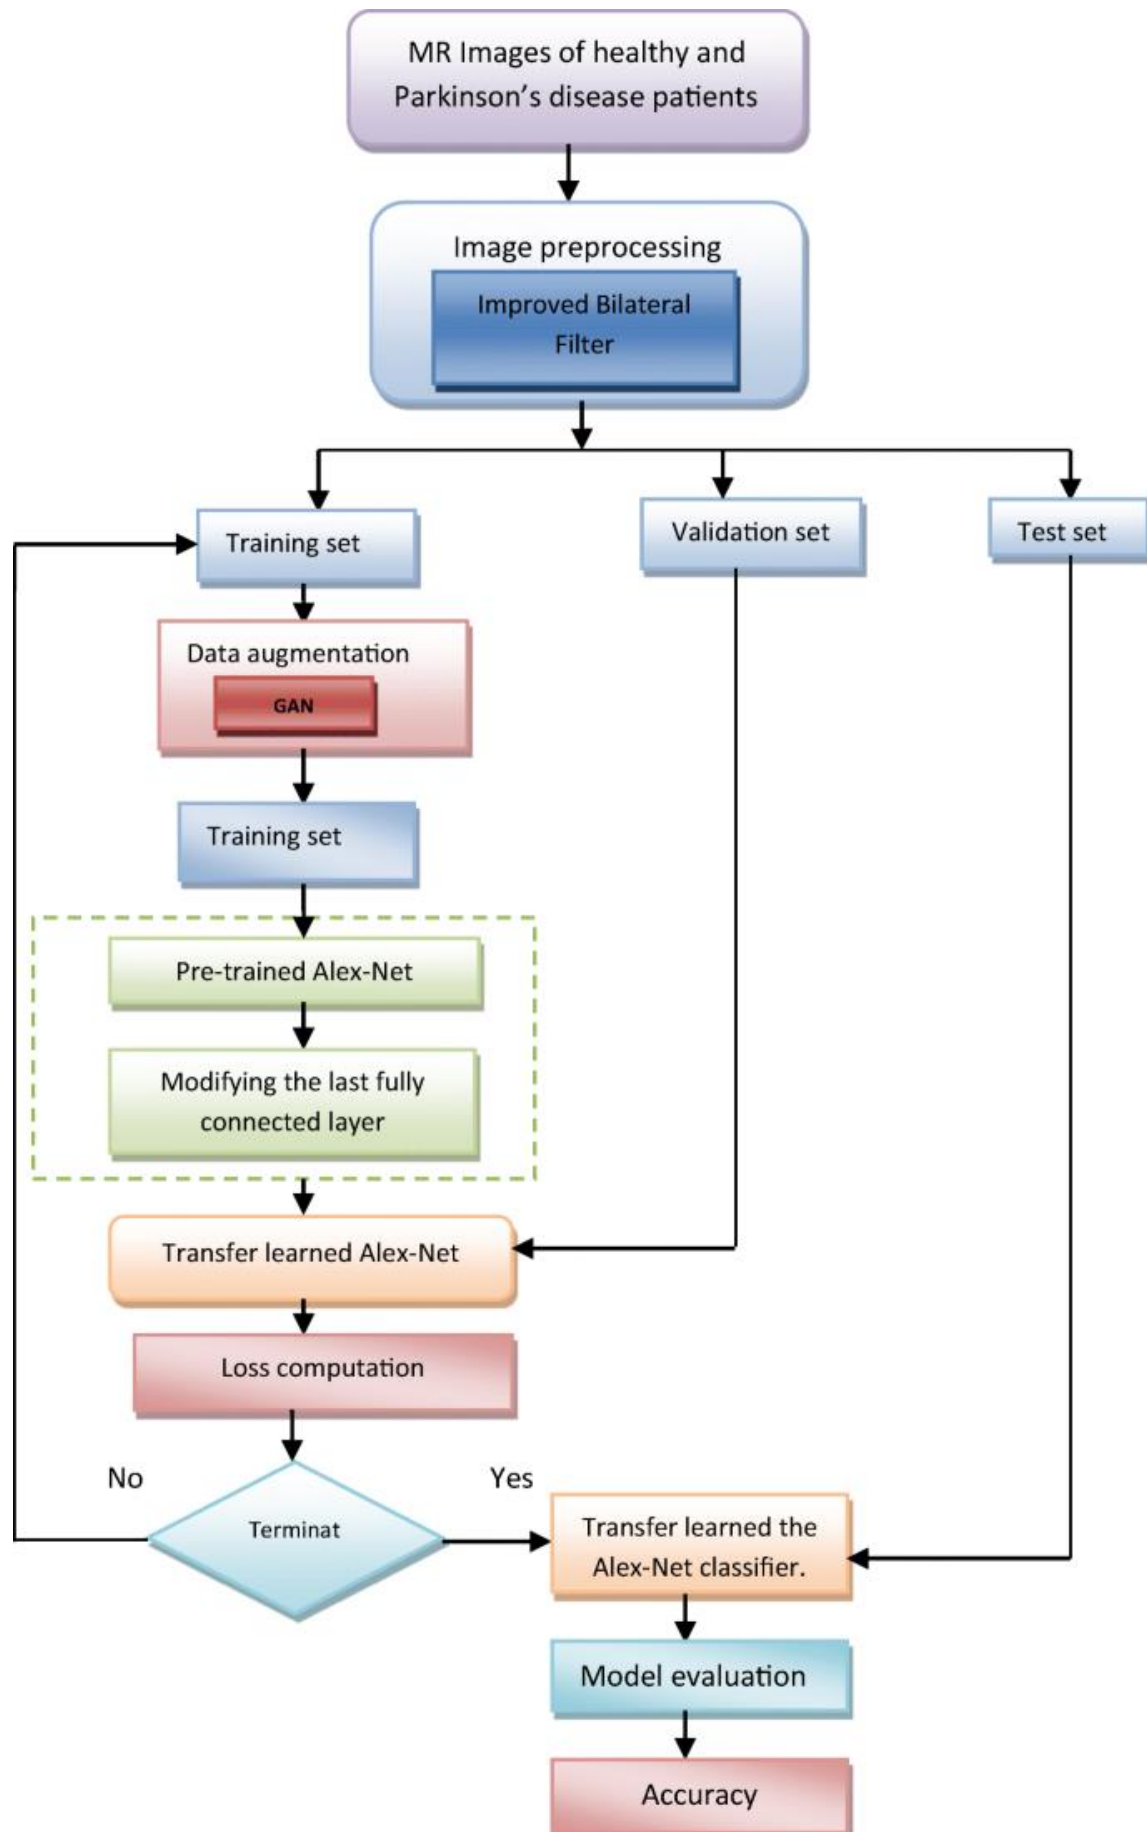 MR Images of healthy and
Parkinson’s disease patients
Image preprocessing
Improved Bilateral
Filter
Training set
Validation set
Test set
Data augmentation
GAN
Training set
Pre-trained Alex-Net
Modifying the last fully
connected layer
Transfer learned Alex-Net
Loss computation
No
Yes
Terminat
Transfer learned the
Alex-Net classifier.
Model evaluation
Accuracy